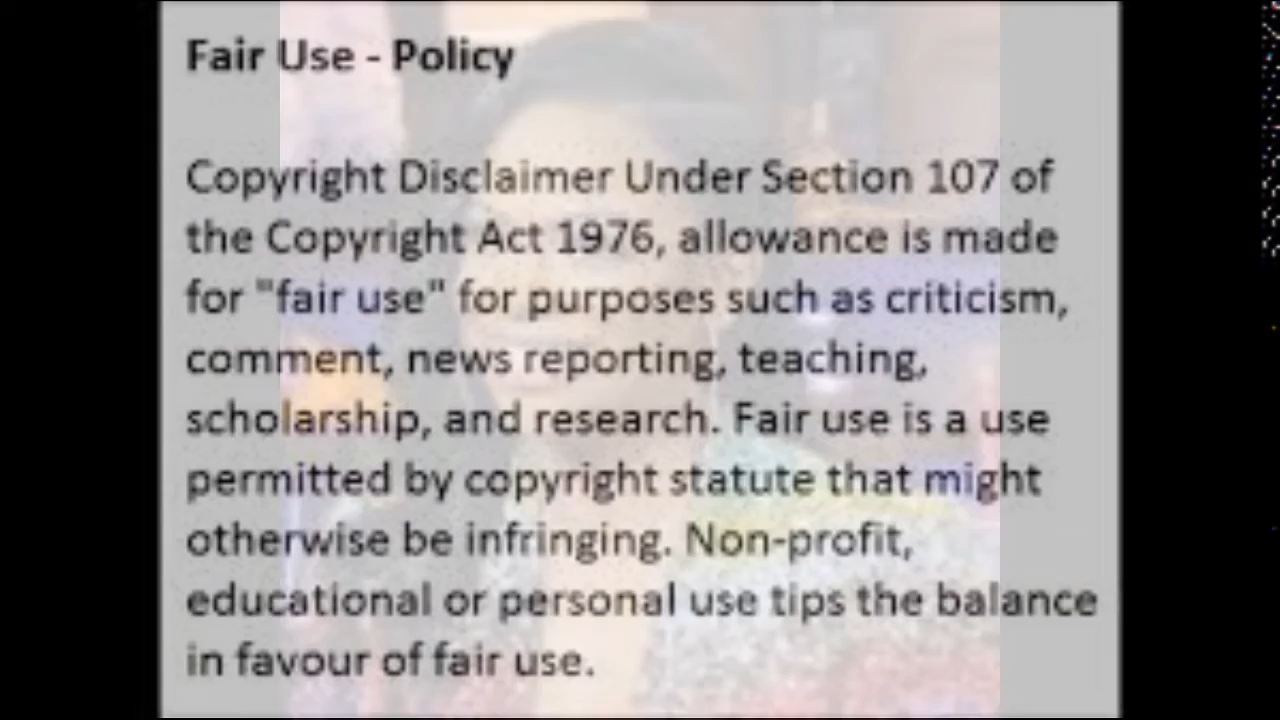 Fair Use - Policy
Copyright Disclaimer Under Section 107 of
the Copyright Act 1976, allowance is made
for "fair use" for purposes such as criticism,
comment, news reporting, teaching,
scholarship, and research. Fair use is a use
permitted by copyright statute that might
otherwise be infringing. Non-profit,
educational or personal use tips the balance
in favour of fair use.